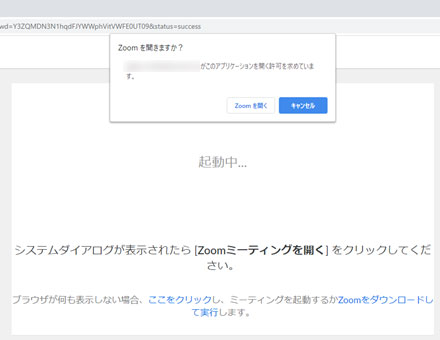 wd=Y3ZQMDN3N1hqdFJYWWphVitVWFE0UT09&status=success
Zoom を開きますか？
がこのアプリケーションを開く許可を求めていま
す。
Zoom を開く
キャンセル
起動中...
システムダイアログが表示されたら [Zoomミーティングを開く] をクリックしてくだ
さい。
ブラウザが何も表示しない場合、ここをクリックし、ミーティングを起動するかZoomをダウンロードし
て実行します。